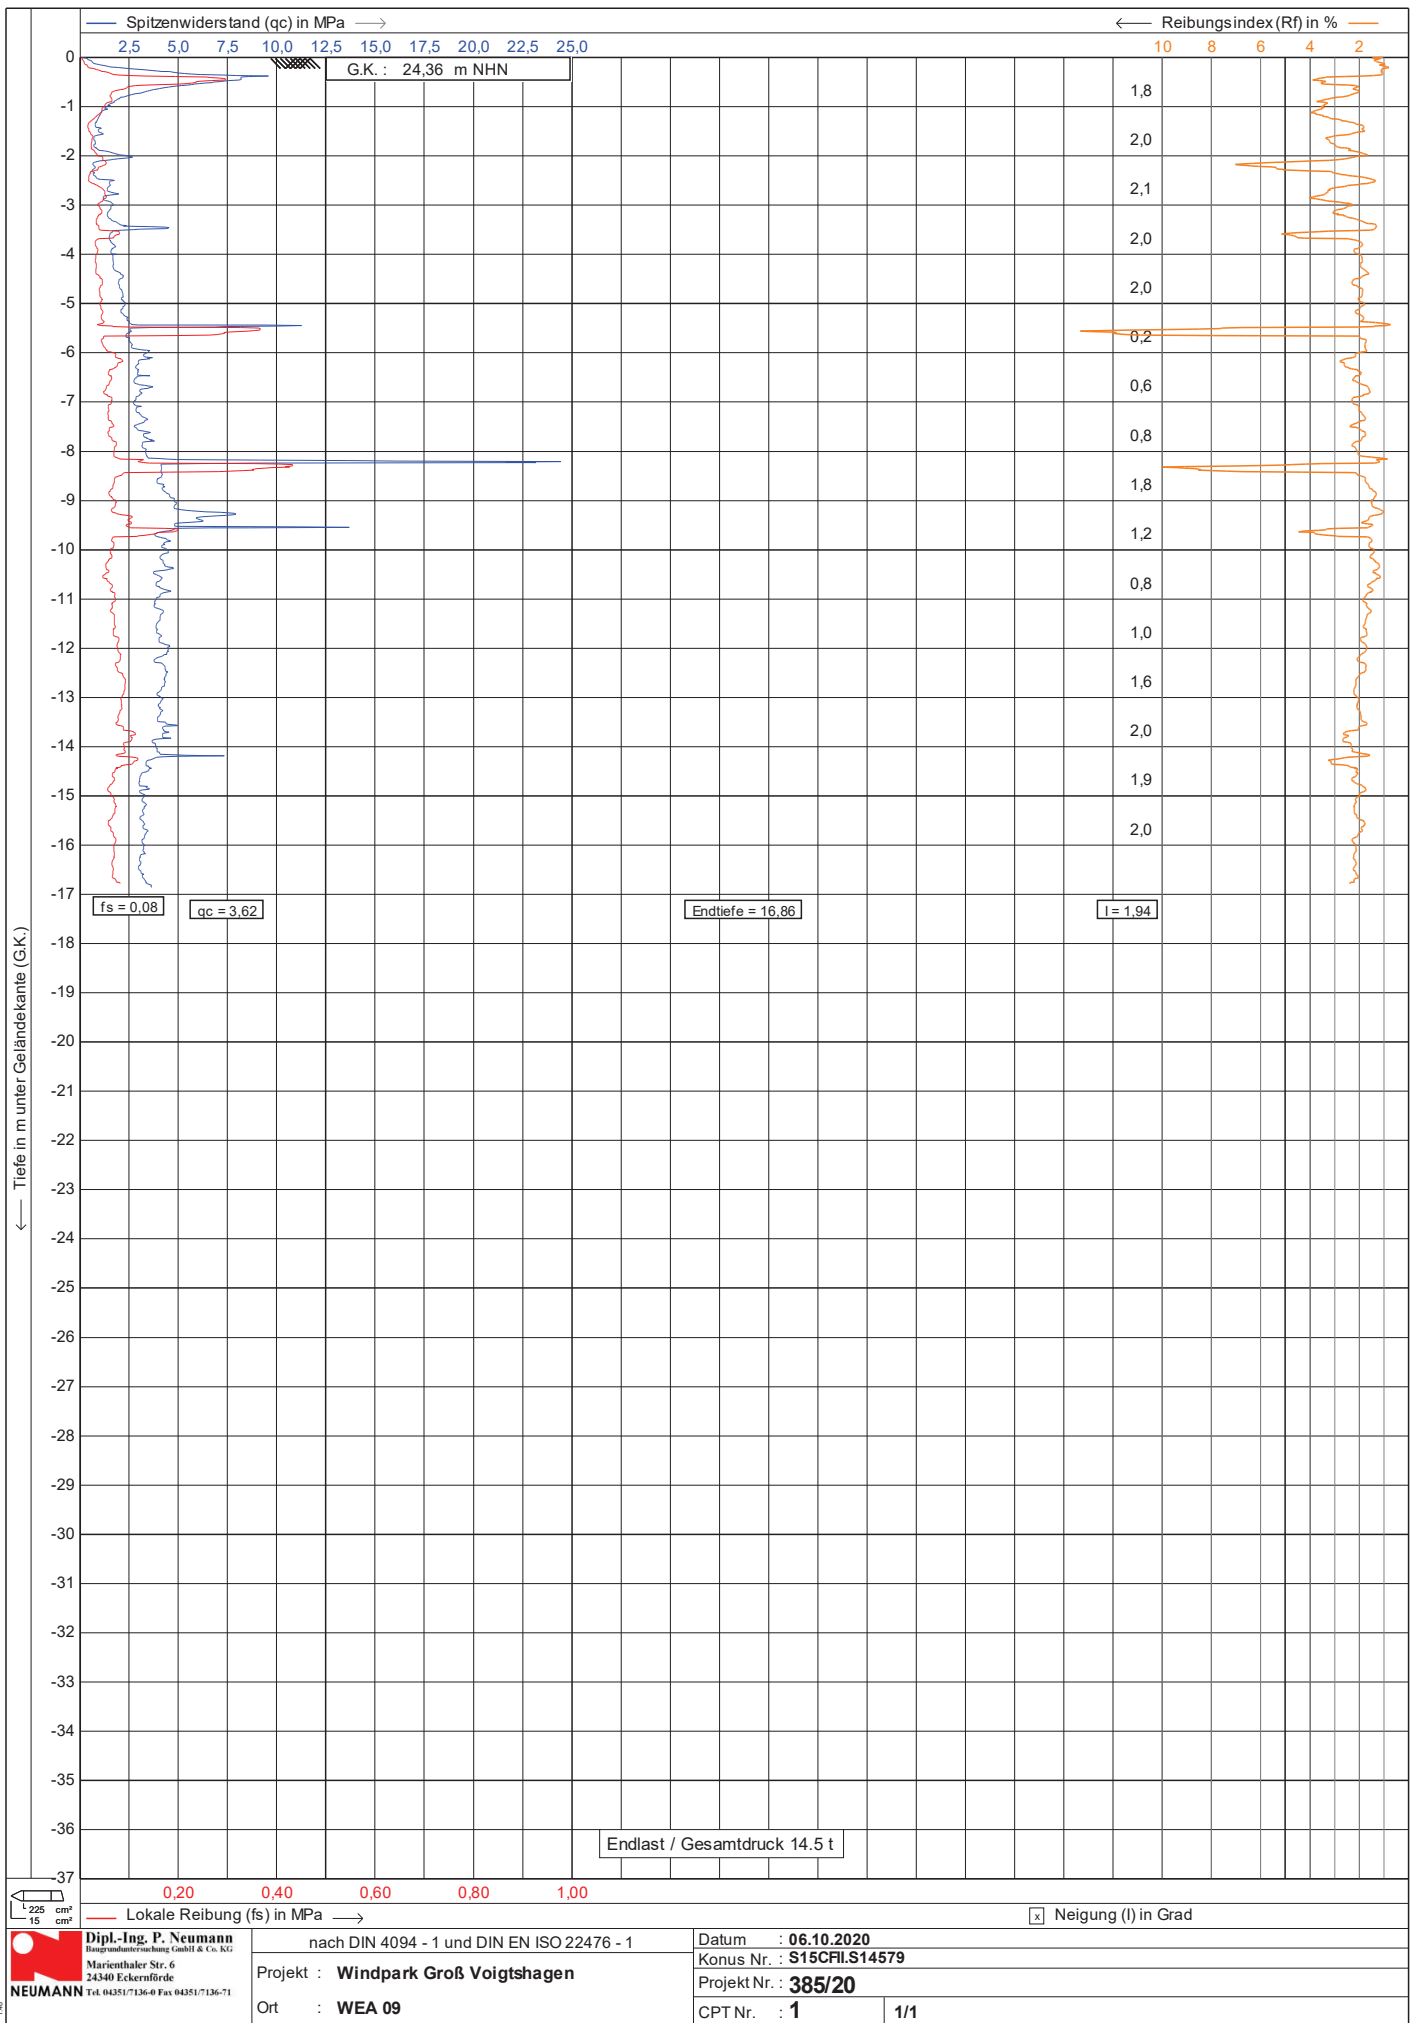 Spitzenwiderstand (qc) in MPa
Reibungsindex (Rf) in %
2,5 5,0 7,5 10,0 12,5 15,0 17,5 20,0 22,5 25,0
10 8 6 4 2
0
G.K. : 24,36 m NHN
1,8
-1
2,0
-2
2,1
-3
2,0
-4
2,0
-5
0,2
-6
0,6
-7
0,8
-8
1,8
-9
1,2
-10
0,8
-11
1,0
-12
1,6
-13
2,0
-14
1,9
-15
2,0
-16
-17
fs = 0,08
qc = 3,62
Endtiefe = 16,86
I = 1,94
-18
-19
-20
-21
-22
-23
-24
-25
-26
-27
-28
-29
-30
-31
-32
-33
-34
-35
-36
-37
Tiefe in m unter Geländekante (G.K.)
Endlast / Gesamtdruck 14.5 t
0,20 0,40 0,60 0,80 1,00
225 cm²
15 cm²
Lokale Reibung (fs) in MPa
x Neigung (I) in Grad
NEUMANN
Dipl.-Ing. P. Neumann
Baugrunduntersuchung GmbH & Co. KG
Marienthaler Str. 6
24340 Eckernförde
Tel. 04351/7136-0 Fax 04351/7136-71
nach DIN 4094 - 1 und DIN EN ISO 22476 - 1
Projekt : Windpark Groß Voigtshagen
Ort : WEA 09
Datum : 06.10.2020
Konus Nr. : S15CFII.S14579
Projekt Nr. : 385/20
CPT Nr. : 1
1/1